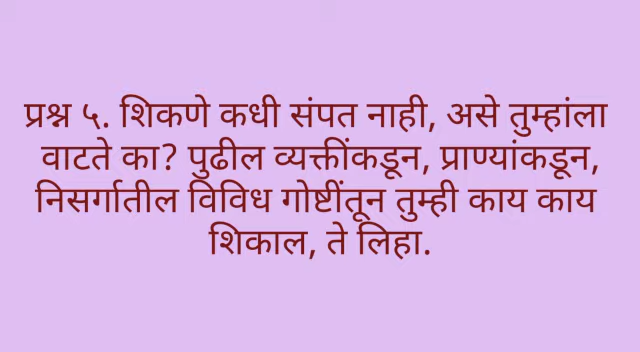 प्रश्न ५. शिकणे कधी संपत नाही, असे तुम्हांला
वाटते का? पुढील व्यक्तींकडून, प्राण्यांकडून,
निसर्गातील विविध गोष्टींतून तुम्ही काय काय
शिकाल, ते लिहा.